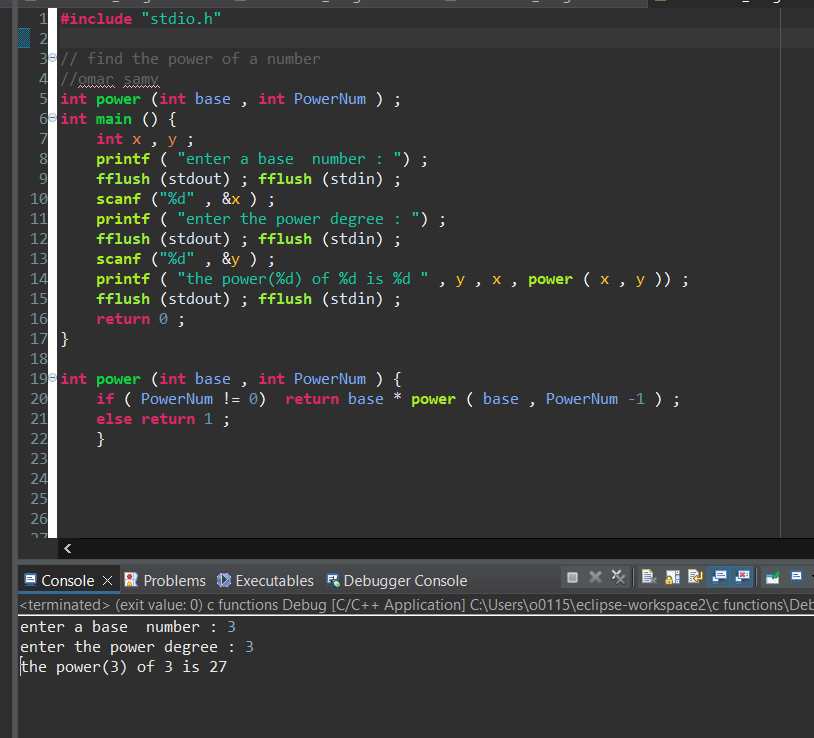 1 #include "stdio.h"
2
3 // find the power of a number
4 //omar samy
5 int power (int base , int PowerNum ) ;
6 int main () {
7 int x , y ;
8 printf ( "enter a base  number : ") ;
9 fflush (stdout) ; fflush (stdin) ;
10 scanf ("%d" , &x ) ;
11 printf ( "enter the power degree : ") ;
12 fflush (stdout) ; fflush (stdin) ;
13 scanf ("%d" , &y ) ;
14 printf ( "the power(%d) of %d is %d " , y , x , power ( x , y )) ;
15 fflush (stdout) ; fflush (stdin) ;
16 return 0 ;
17 }
18
19 int power (int base , int PowerNum ) {
20 if ( PowerNum != 0)  return base * power ( base , PowerNum -1 ) ;
21 else return 1 ;
22 }
23
24
25
26
27
Console Problems Executables Debugger Console
<terminated> (exit value: 0) c functions Debug [C/C++ Application] C:\Users\o0115\eclipse-workspace2\c functions\Deb
enter a base  number : 3
enter the power degree : 3
the power(3) of 3 is 27